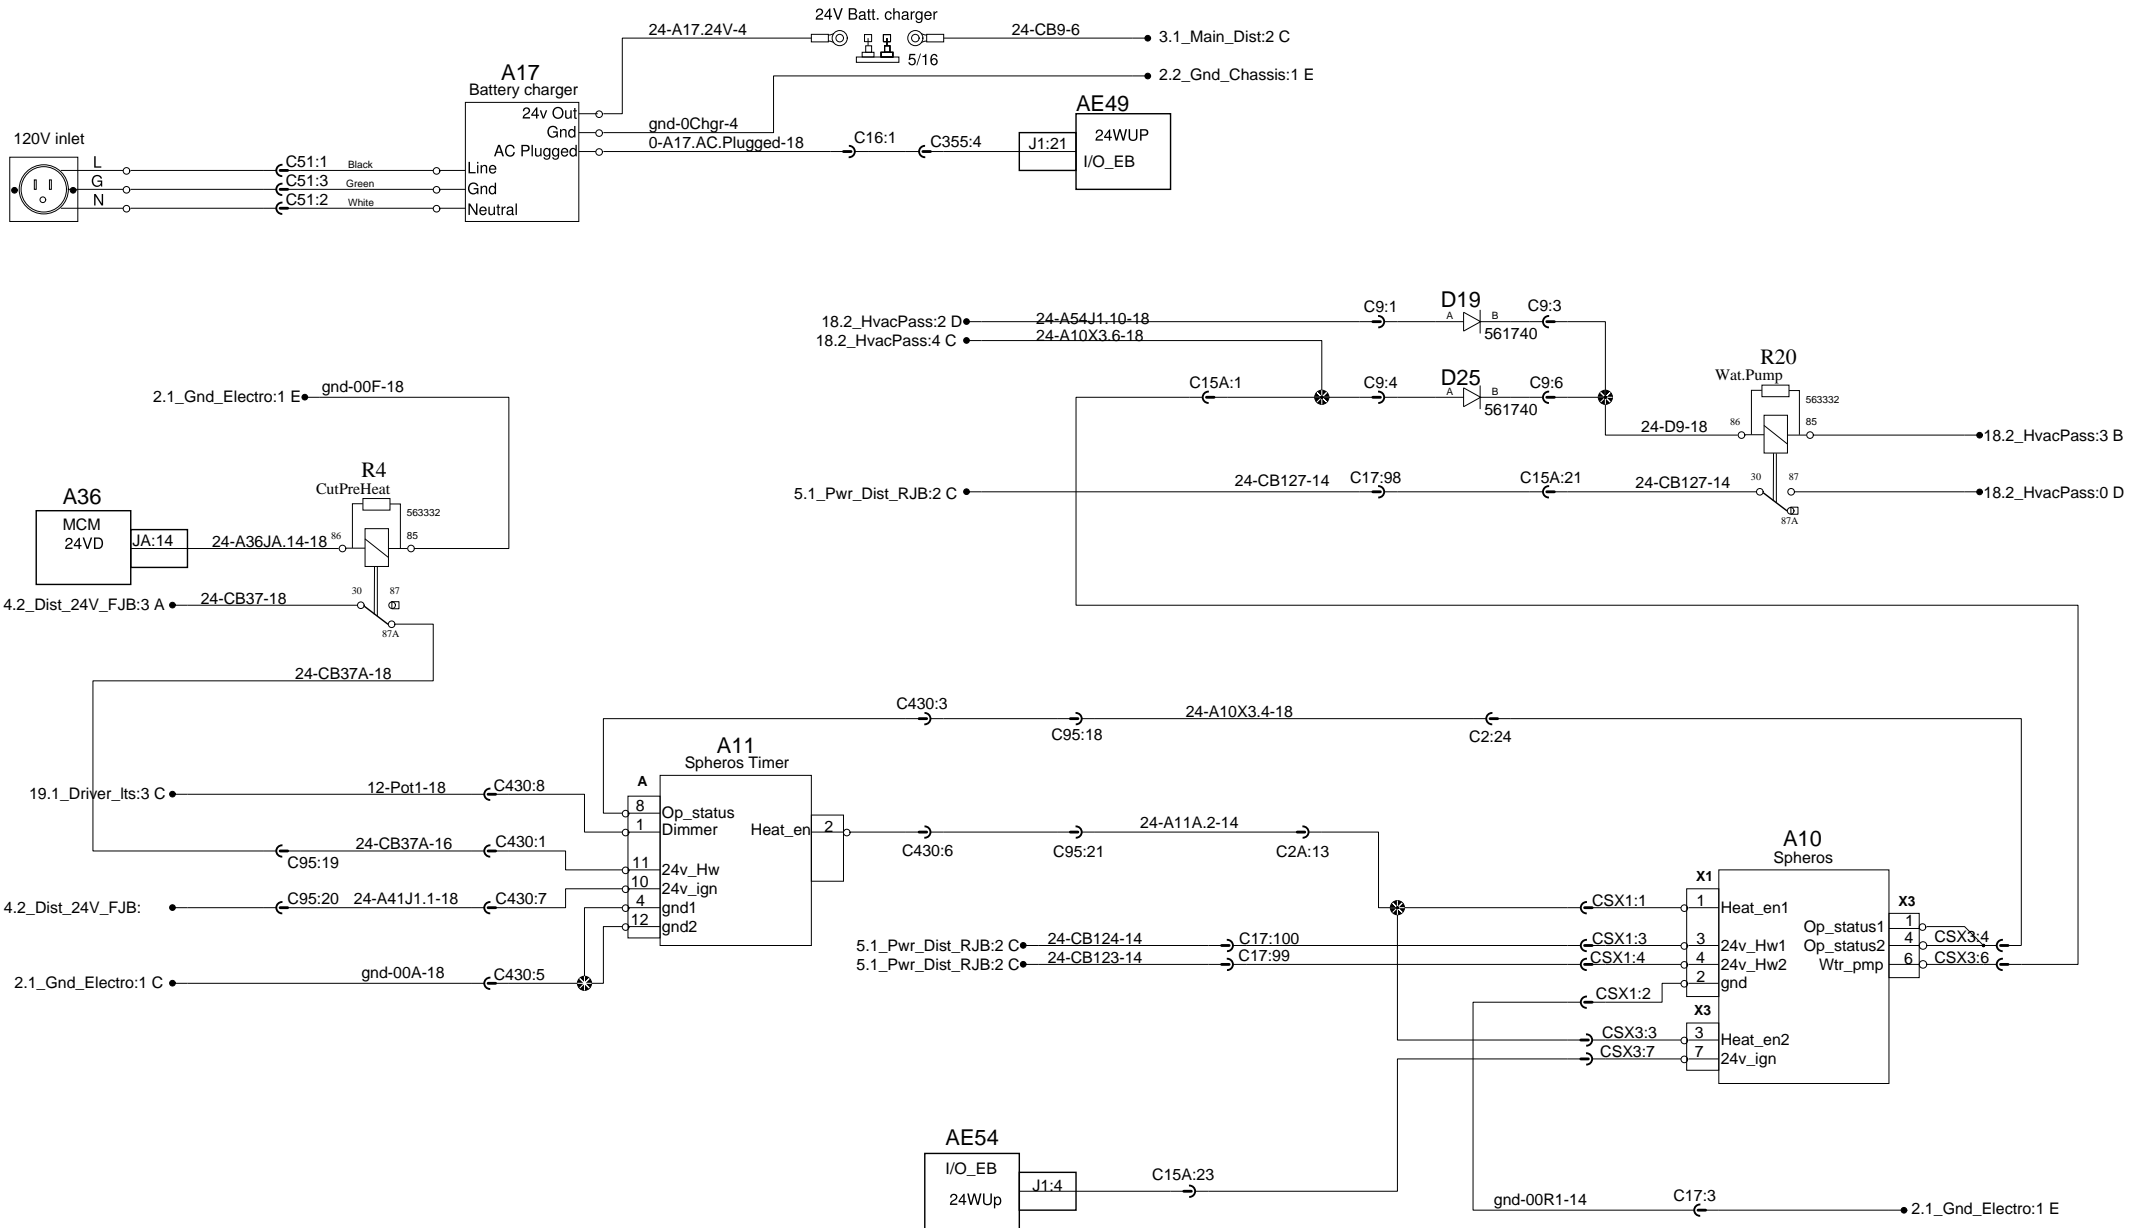 24V Batt. charger
24-A17.24V-4
24-CB9-6
3.1_Main_Dist:2 C
5/16
2.2_Gnd_Chassis:1 E
A17
Battery charger
24v Out
Gnd
AC Plugged
Line
Gnd
Neutral
gnd-0Chgr-4
0-A17.AC.Plugged-18
C16:1
C355:4
J1:21
AE49
24WUP
I/O_EB
120V inlet
L
G
N
C51:1
C51:3
C51:2
Black
Green
White
18.2_HvacPass:2 D
24-A54J1.10-18
C9:1
D19
A
B
561740
C9:3
18.2_HvacPass:4 C
24-A10X3.6-18
C15A:1
C9:4
D25
A
B
561740
C9:6
R20
Wat.Pump
563332
24-D9-18
86
85
18.2_HvacPass:3 B
5.1_Pwr_Dist_RJB:2 C
24-CB127-14
C17:98
C15A:21
24-CB127-14
30
87
87A
18.2_HvacPass:0 D
2.1_Gnd_Electro:1 E
gnd-00F-18
R4
CutPreHeat
563332
A36
MCM
24VD
JA:14
24-A36JA.14-18
86
85
4.2_Dist_24V_FJB:3 A
24-CB37-18
30
87
87A
24-CB37A-18
C430:3
C95:18
24-A10X3.4-18
C2:24
A11
Spheros Timer
A
8
Op_status
1
Dimmer
11
24v_Hw
10
24v_ign
4
gnd1
12
gnd2
Heat_en
2
19.1_Driver_lts:3 C
12-Pot1-18
C430:8
C95:19
24-CB37A-16
C430:1
4.2_Dist_24V_FJB:
C95:20
24-A41J1.1-18
C430:7
2.1_Gnd_Electro:1 C
gnd-00A-18
C430:5
C430:6
C95:21
24-A11A.2-14
C2A:13
A10
Spheros
X1
CSX1:1
1
Heat_en1
5.1_Pwr_Dist_RJB:2 C
24-CB124-14
C17:100
CSX1:3
3
24v_Hw1
5.1_Pwr_Dist_RJB:2 C
24-CB123-14
C17:99
CSX1:4
4
24v_Hw2
CSX1:2
2
gnd
X3
CSX3:3
3
Heat_en2
CSX3:7
7
24v_ign
X3
Op_status1
1
Op_status2
4
CSX3:4
Wtr_pmp
6
CSX3:6
AE54
I/O_EB
24WUp
J1:4
C15A:23
gnd-00R1-14
C17:3
2.1_Gnd_Electro:1 E